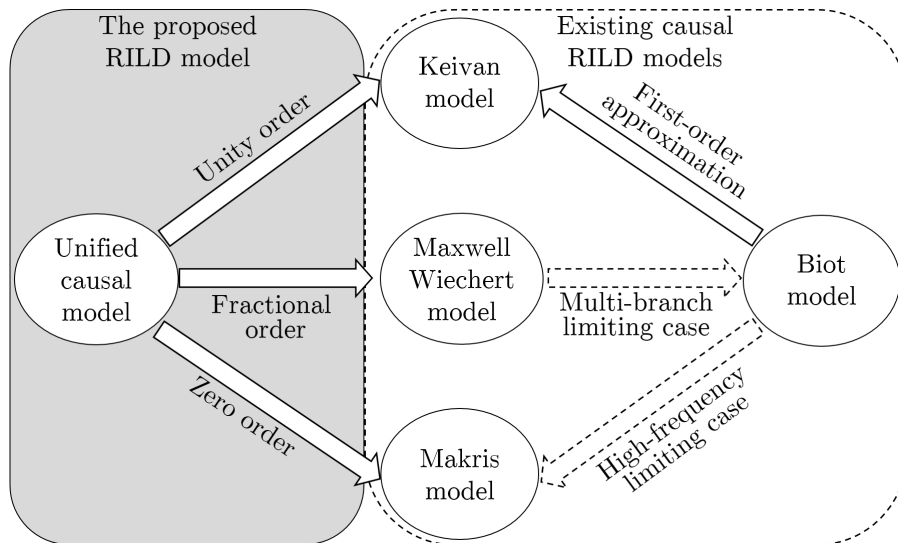 The proposed
RILD model
Existing causal
RILD models
Keivan
model
Unity order
First-order
approximation
Unified
causal
model
Fractional
order
Maxwell
Wiechert
model
Multi-branch
limiting case
Biot
model
Zero order
High-frequency
limiting case
Makris
model